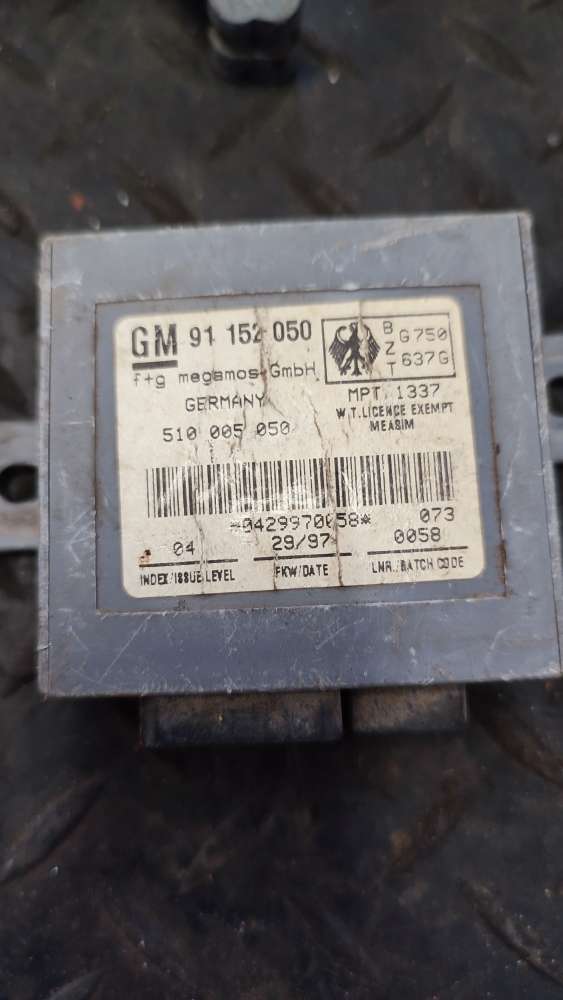 GM 91 152 050
f+g megamos GmbH
GERMANY
510 005 050
BZT G750 637G
MPT. 1337
W.T. LICENCE EXEMPT
MEASIM
*0429970058* 073
04 29/97 0058
INDEX/ISSUE LEVEL FKW/DATE LNR./BATCH CODE